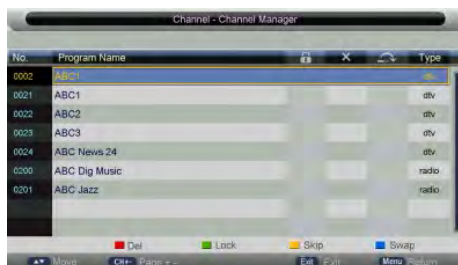 Channel - Channel Manager
No. Program Name Type
0002 ABC1 dtv
0021 ABC1 dtv
0022 ABC2 dtv
0023 ABC3 dtv
0024 ABC News 24 dtv
0200 ABC Dig Music radio
0201 ABC Jazz radio
Del Lock Skip Swap
Move CH+- Page + - Exit Exit Menu Return